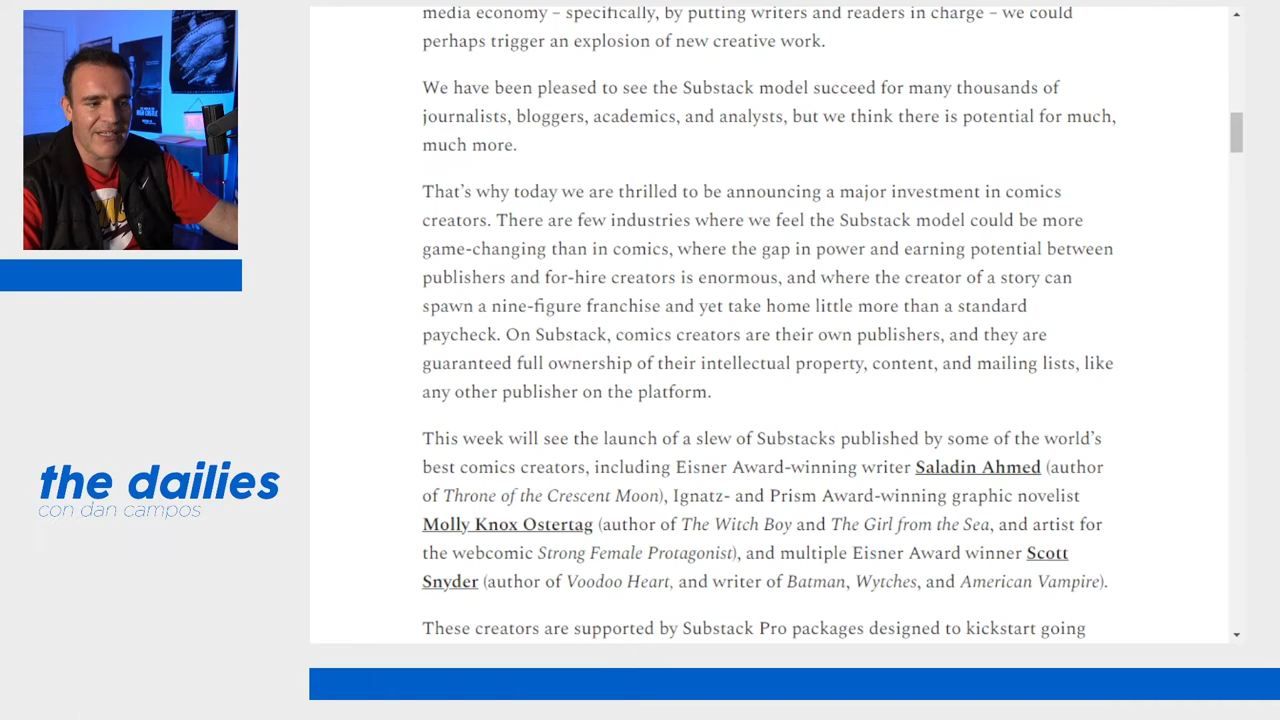 media economy – specifically, by putting writers and readers in charge – we could
perhaps trigger an explosion of new creative work.
We have been pleased to see the Substack model succeed for many thousands of
journalists, bloggers, academics, and analysts, but we think there is potential for much,
much more.
That’s why today we are thrilled to be announcing a major investment in comics
creators. There are few industries where we feel the Substack model could be more
game-changing than in comics, where the gap in power and earning potential between
publishers and for-hire creators is enormous, and where the creator of a story can
spawn a nine-figure franchise and yet take home little more than a standard
paycheck. On Substack, comics creators are their own publishers, and they are
guaranteed full ownership of their intellectual property, content, and mailing lists, like
any other publisher on the platform.
This week will see the launch of a slew of Substacks published by some of the world’s
best comics creators, including Eisner Award-winning writer Saladin Ahmed (author
of Throne of the Crescent Moon), Ignatz- and Prism Award-winning graphic novelist
Molly Knox Ostertag (author of The Witch Boy and The Girl from the Sea, and artist for
the webcomic Strong Female Protagonist), and multiple Eisner Award winner Scott
Snyder (author of Voodoo Heart, and writer of Batman, Wytches, and American Vampire).
These creators are supported by Substack Pro packages designed to kickstart going
the dailies
con dan campos